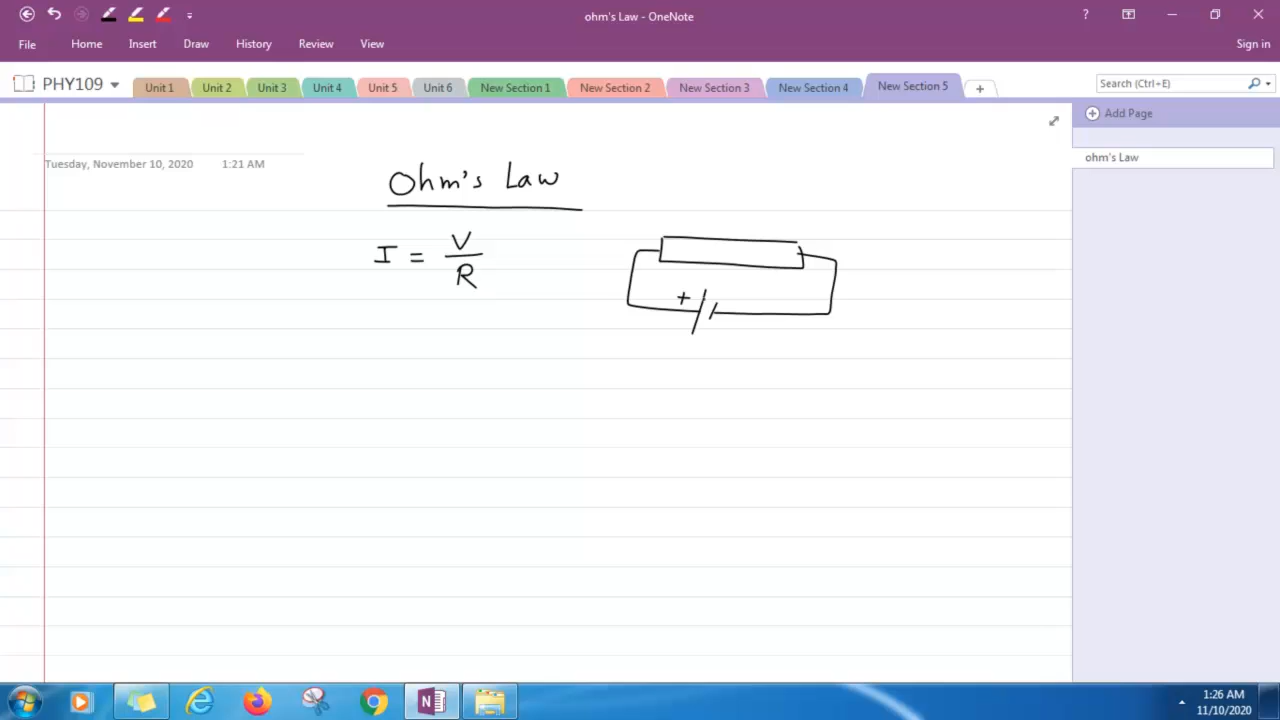 ohm's Law - OneNote
?
File Home Insert Draw History Review View Sign in
PHY109 Unit 1 Unit 2 Unit 3 Unit 4 Unit 5 Unit 6 New Section 1 New Section 2 New Section 3 New Section 4 New Section 5 + Search (Ctrl+E)
Add Page
ohm's Law
Tuesday, November 10, 2020 1:21 AM
Ohm's Law
I = V/R
+
1:26 AM
11/10/2020